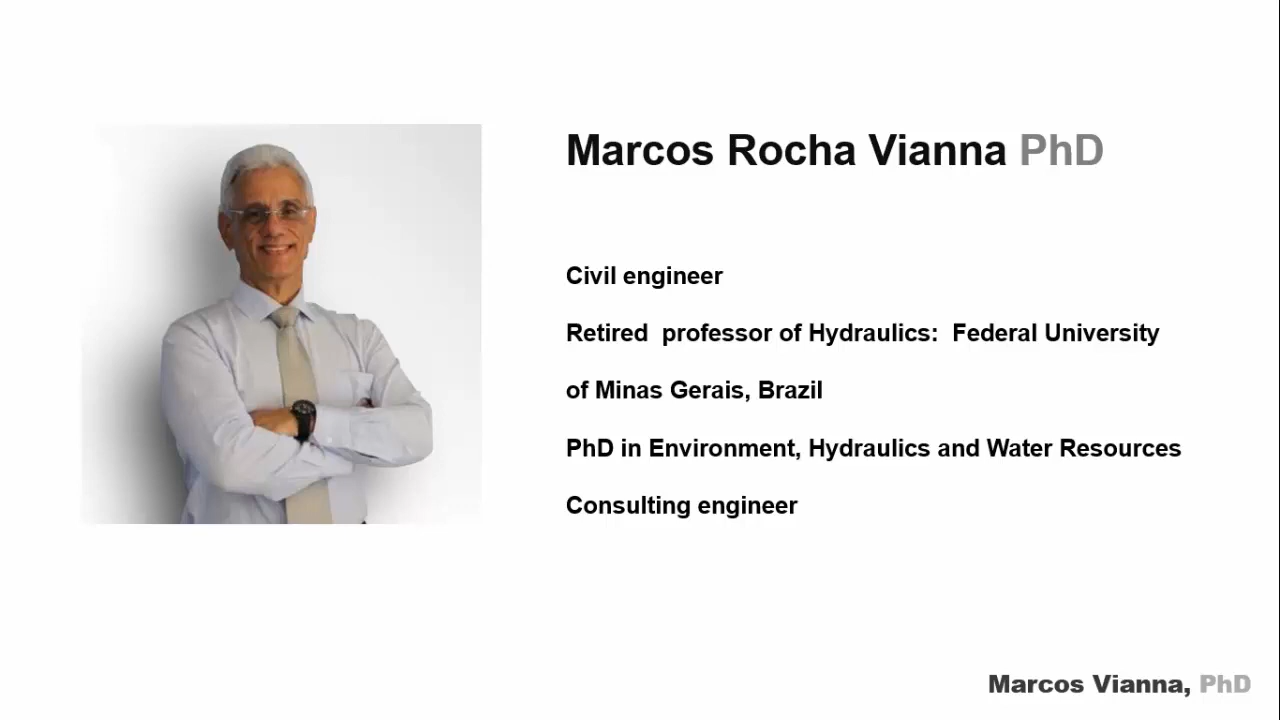 Marcos Rocha Vianna PhD
Civil engineer
Retired  professor of Hydraulics:  Federal University
of Minas Gerais, Brazil
PhD in Environment, Hydraulics and Water Resources
Consulting engineer
Marcos Vianna, PhD